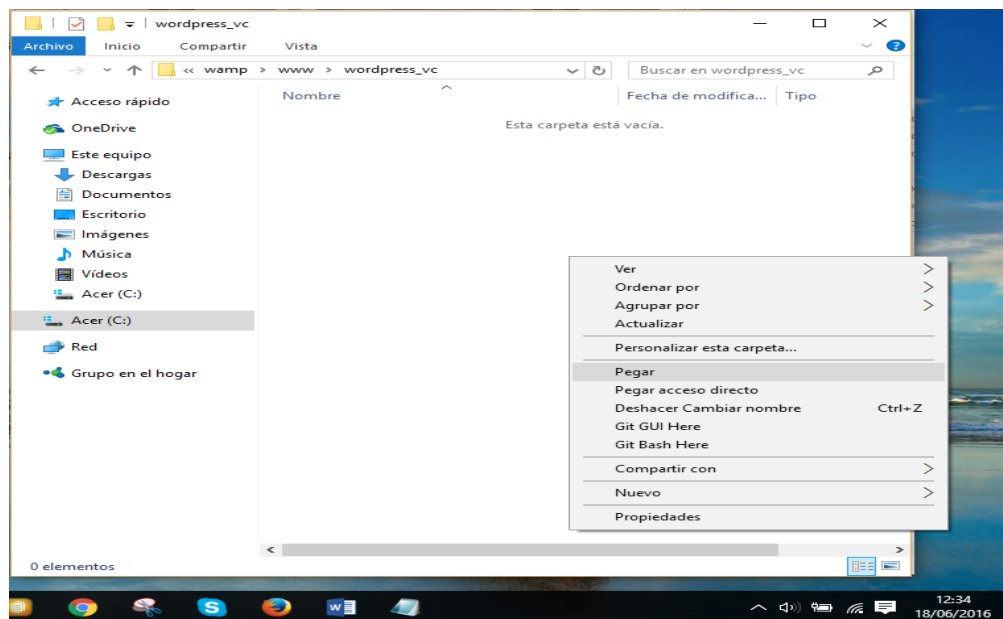 wordpress_vc
Archivo Inicio Compartir Vista
« wamp > www > wordpress_vc Buscar en wordpress_vc
Nombre Fecha de modifica... Tipo
Esta carpeta está vacía.
Acceso rápido
OneDrive
Este equipo
Descargas
Documentos
Escritorio
Imágenes
Música
Vídeos
Acer (C:)
Acer (C:)
Red
Grupo en el hogar
Ver
Ordenar por
Agrupar por
Actualizar
Personalizar esta carpeta...
Pegar
Pegar acceso directo
Deshacer Cambiar nombre Ctrl+Z
Git GUI Here
Git Bash Here
Compartir con
Nuevo
Propiedades
0 elementos
12:34
18/06/2016